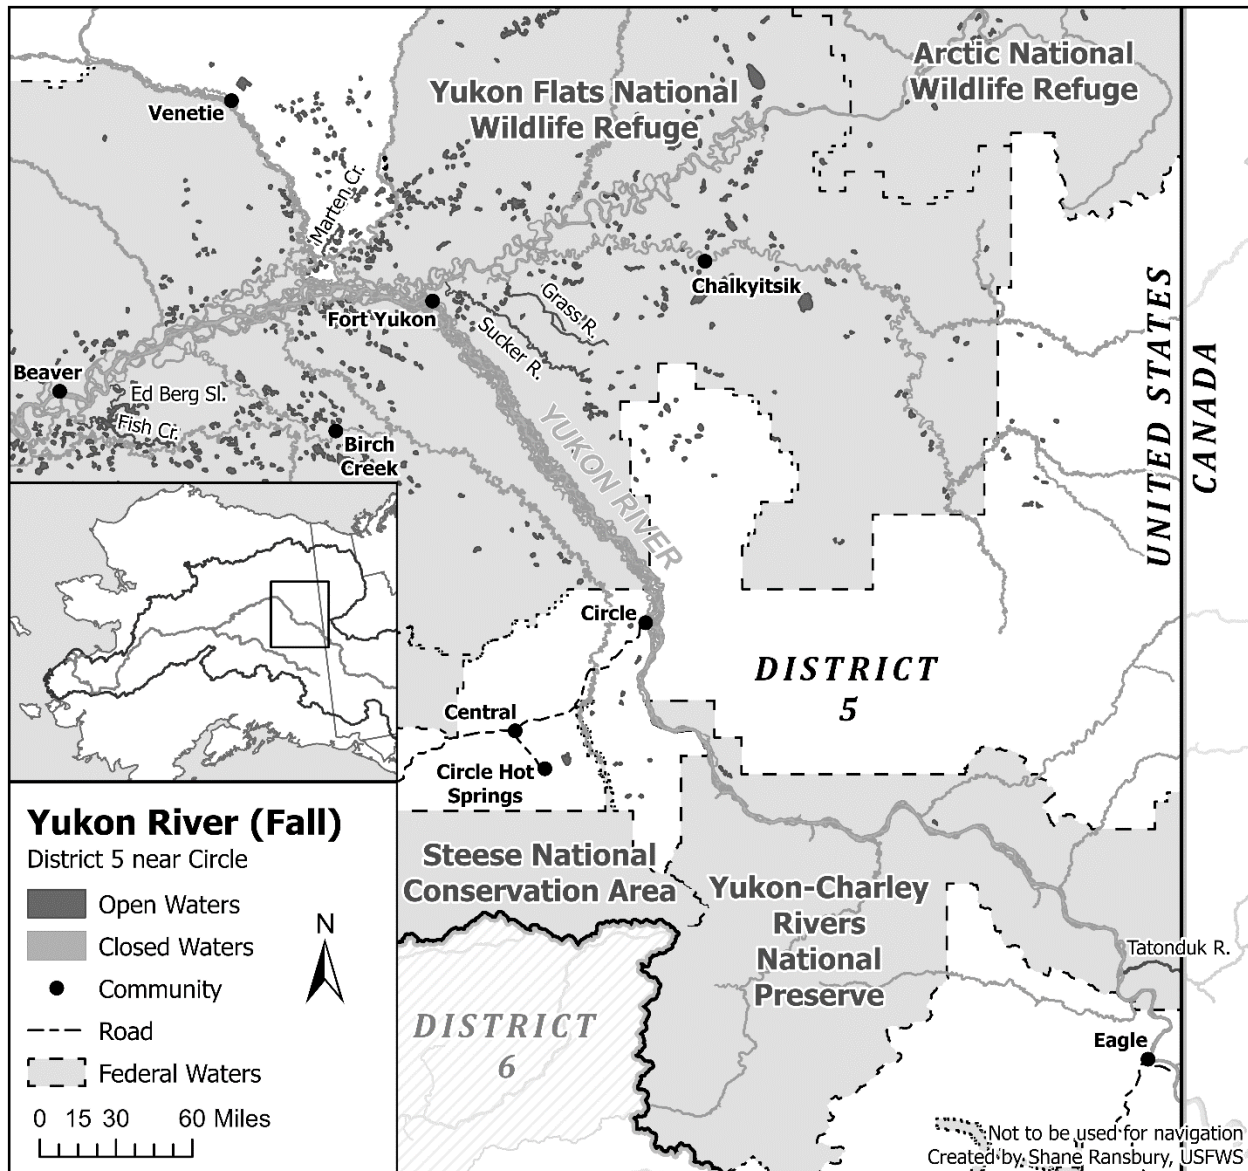 Arctic National
Wildlife Refuge
Yukon Flats National
Wildlife Refuge
Venetie
Marten Cr.
Chalkyitsik
Grass R.
Fort Yukon
Sucker R.
Beaver
Ed Berg Sl.
Fish Cr.
Birch
Creek
YUKON RIVER
UNITED STATES
CANADA
Circle
DISTRICT
5
Central
Circle Hot
Springs
Steese National
Conservation Area
Yukon-Charley
Rivers
National
Preserve
Tatonduk R.
DISTRICT
6
Eagle
Yukon River (Fall)
District 5 near Circle
Open Waters
Closed Waters
Community
Road
Federal Waters
N
0 15 30 60 Miles
Not to be used for navigation
Created by Shane Ransbury, USFWS